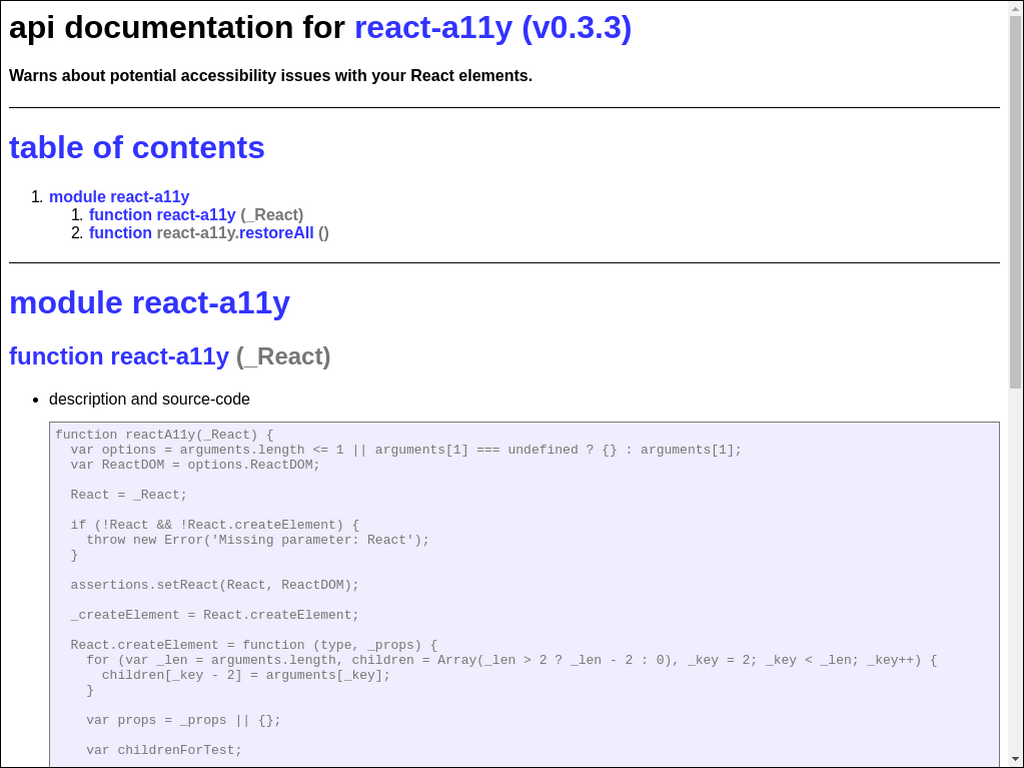 api documentation for react-a11y (v0.3.3)
Warns about potential accessibility issues with your React elements.
table of contents
1. module react-a11y
1. function react-a11y (_React)
2. function react-a11y.restoreAll ()
module react-a11y
function react-a11y (_React)
• description and source-code
function reactA11y(_React) {
  var options = arguments.length <= 1 || arguments[1] === undefined ? {} : arguments[1];
  var ReactDOM = options.ReactDOM;
  React = _React;
  if (!React && !React.createElement) {
    throw new Error('Missing parameter: React');
  }
  assertions.setReact(React, ReactDOM);
  _createElement = React.createElement;
  React.createElement = function (type, _props) {
    for (var _len = arguments.length, children = Array(_len > 2 ? _len - 2 : 0), _key = 2; _key < _len; _key++) {
      children[_key - 2] = arguments[_key];
    }
    var props = _props || {};
    var childrenForTest;